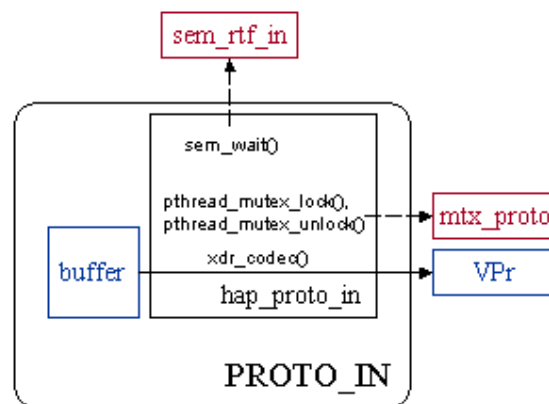 sem_rtf_in
sem_wait()
pthread_mutex_lock(),
pthread_mutex_unlock()
mtx_proto
buffer
xdr_codec()
VPr
hap_proto_in
PROTO_IN